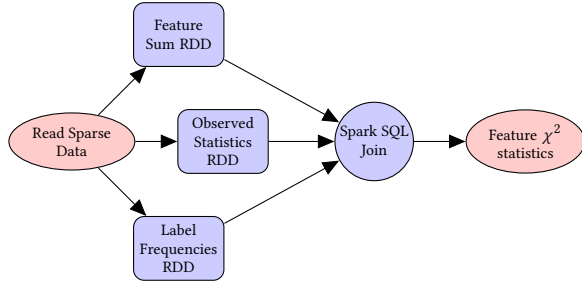 Feature
Sum RDD
Read Sparse
Data
Observed
Statistics
RDD
Spark SQL
Join
Feature χ²
statistics
Label
Frequencies
RDD